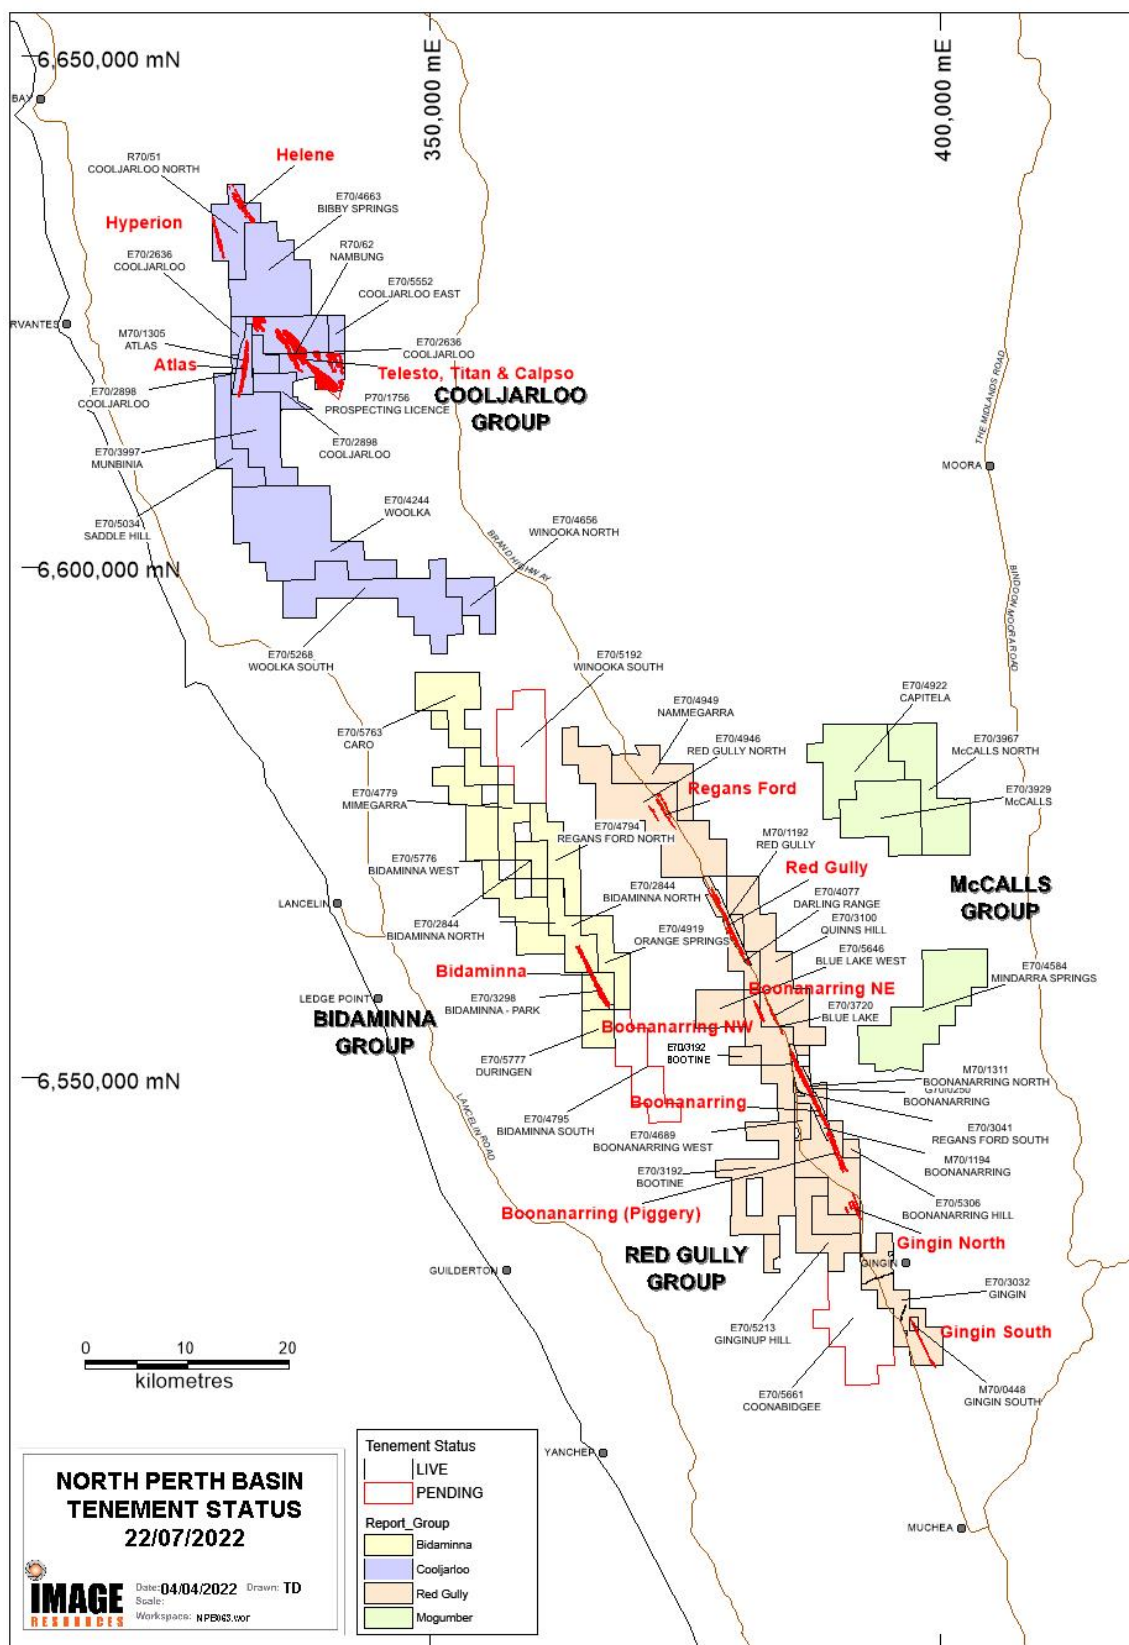 6,650,000 mN
350,000 mE
400,000 mE
BAY
R70/51
COOLJARLOO NORTH
Helene
E70/4663
BIBBY SPRINGS
Hyperion
R70/62
NAMBUNG
E70/2636
COOLJARLOO
E70/5552
COOLJARLOO EAST
RVANTES
M70/1305
ATLAS
E70/2636
COOLJARLOO
Atlas
Telesto, Titan & Calpso
E70/2898
COOLJARLOO
P70/1756
PROSPECTING LICENCE
COOLJARLOO
GROUP
E70/2898
COOLJARLOO
THE MIDLANDS ROAD
E70/3997
MUNBINIA
MOORA
E70/5034
SADDLE HILL
E70/4244
WOOLKA
E70/4656
WINOOKA NORTH
BRAND HIGHWAY
6,600,000 mN
BINDOON MOORA ROAD
E70/5268
WOOLKA SOUTH
E70/5192
WINOOKA SOUTH
E70/4949
NAMMEGARRA
E70/4922
CAPITELA
E70/5763
CARO
E70/4946
RED GULLY NORTH
E70/3967
McCALLS NORTH
E70/4779
MIMEGARRA
Regans Ford
E70/3929
McCALLS
E70/4794
REGANS FORD NORTH
M70/1192
RED GULLY
E70/5776
BIDAMINNA WEST
Red Gully
McCALLS
GROUP
E70/2844
BIDAMINNA NORTH
E70/4077
DARLING RANGE
LANCELIN
E70/2844
BIDAMINNA NORTH
E70/4919
ORANGE SPRINGS
E70/3100
QUINNS HILL
E70/5646
BLUE LAKE WEST
E70/4584
MINDARRA SPRINGS
Bidaminna
Boonanarring NE
LEDGE POINT
E70/3298
BIDAMINNA - PARK
E70/3720
BLUE LAKE
BIDAMINNA
GROUP
Boonanarring NW
E70/3192
BOOTINE
E70/5777
DURINGEN
6,550,000 mN
M70/1311
BOONANARRING NORTH
G70/0250
BOONANARRING
Boonanarring
LANCELIN ROAD
E70/4795
BIDAMINNA SOUTH
E70/4689
BOONANARRING WEST
E70/3041
REGANS FORD SOUTH
M70/1194
BOONANARRING
E70/3192
BOOTINE
E70/5306
BOONANARRING HILL
Boonanarring (Piggery)
Gingin North
RED GULLY
GROUP
GUILDERTON
GINGIN
E70/3032
GINGIN
E70/5213
GINGINUP HILL
Gingin South
0 10 20
kilometres
E70/5661
COONABIDGEE
M70/0448
GINGIN SOUTH
YANCHEP
MUCHEA
Tenement Status
LIVE
PENDING
Report_Group
Bidaminna
Cooljarloo
Red Gully
Mogumber
NORTH PERTH BASIN
TENEMENT STATUS
22/07/2022
IMAGE
RESOURCES
Date: 04/04/2022 Drawn: TD
Scale:
Workspace: NPB063.wor